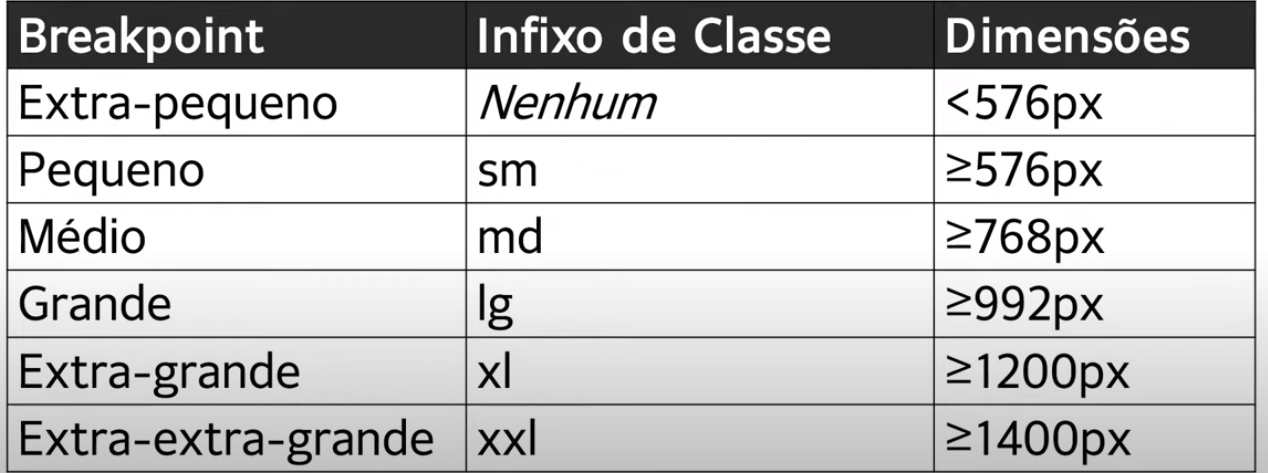 Breakpoint Infixo de Classe Dimensões
Extra-pequeno Nenhum <576px
Pequeno sm ≥576px
Médio md ≥768px
Grande lg ≥992px
Extra-grande xl ≥1200px
Extra-extra-grande xxl ≥1400px